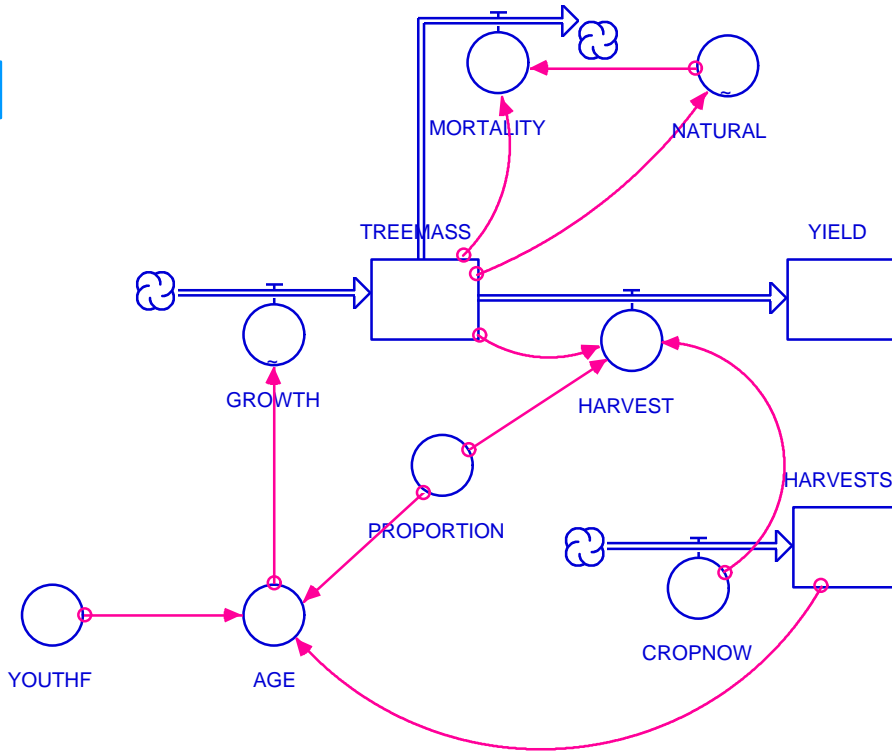 MORTALITY
NATURAL
TREEMASS
YIELD
GROWTH
HARVEST
HARVESTS
PROPORTION
CROPNOW
YOUTHF
AGE